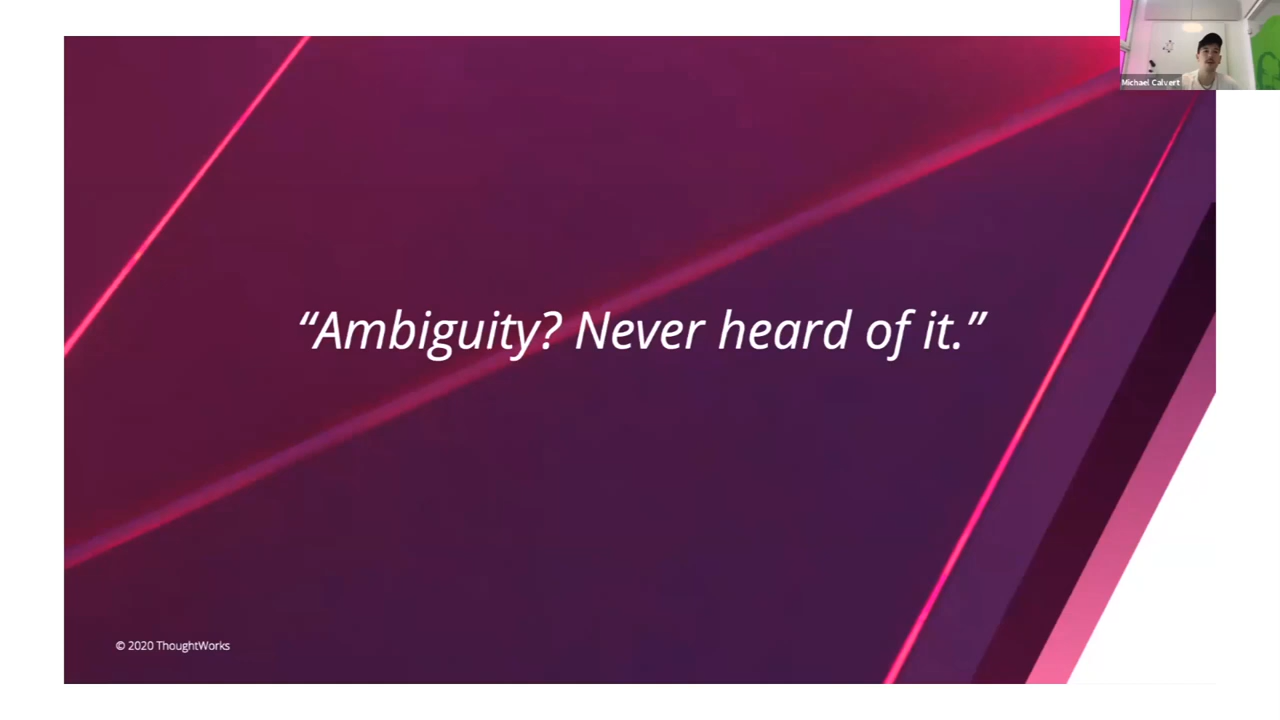 Michael Calvert
“Ambiguity? Never heard of it.”
© 2020 ThoughtWorks